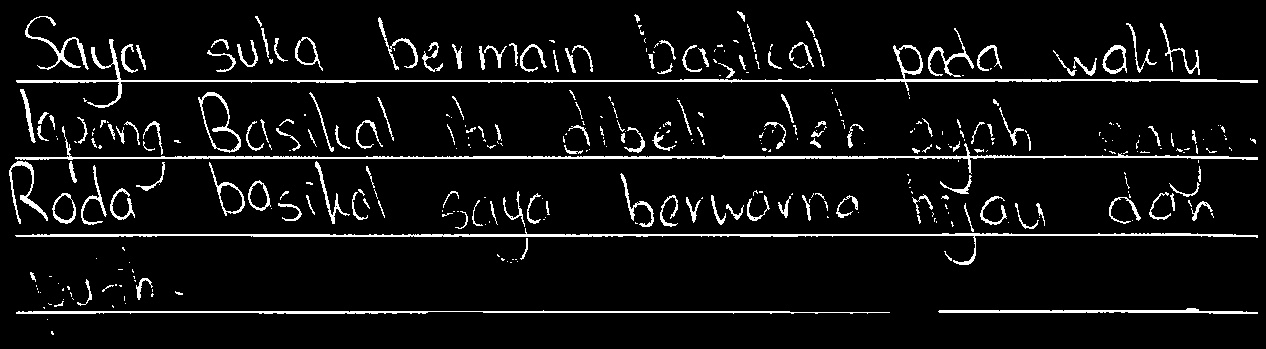 Saya suka bermain basikal pada waktu
lapang. Basikal itu dibeli oleh ayah saya.
Roda basikal saya berwarna hijau dan
putih.